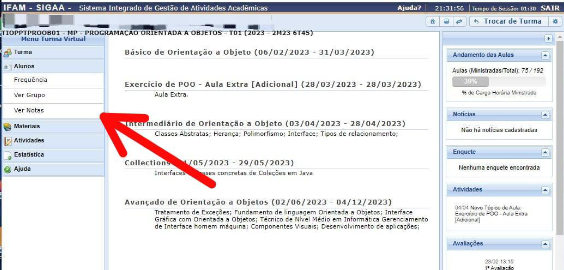 IFAM - SIGAA - Sistema Integrado de Gestão de Atividades Acadêmicas
Ajuda? 21:31:56 Tempo de Sessão: 01:30 SAIR
Trocar de Turma
TIOPPTPROOB01 - MP - PROGRAMAÇÃO ORIENTADA A OBJETOS - T01 (2023 - 2M23 6T45)
Menu Turma Virtual
Turma
Alunos
Frequência
Ver Grupo
Ver Notas
Materiais
Atividades
Estatística
Ajuda
Básico de Orientação a Objeto (06/02/2023 - 31/03/2023)
Exercício de POO - Aula Extra [Adicional] (28/03/2023 - 28/03/2023)
Aula Extra.
Intermediário de Orientação a Objeto (03/04/2023 - 28/04/2023)
Classes Abstratas; Herança; Polimorfismo; Interface; Tipos de relacionamento;
Collections /05/2023 - 29/05/2023)
Interfaces concretas de Coleções em Java
Avançado de Orientação a Objetos (02/06/2023 - 04/12/2023)
Tratamento de Exceções; Fundamento de linguagem Orientada a Objetos; Interface
Gráfica com Orientada a Objetos; Técnico de Nível Médio em Informática Gerenciamento
de Interface homem máquina; Componentes Visuais; Desenvolvimento de aplicações;
Andamento das Aulas
Aulas (Ministradas/Total): 75 / 192
% de Carga Horária Ministrada
Notícias
Não há notícias cadastradas
Enquete
Nenhuma enquete encontrada
Atividades
04/04 Novo Tópico de Aula:
Exercício de POO - Aula Extra
[Adicional]
Avaliações
28/02 13:15
1ª Avaliação